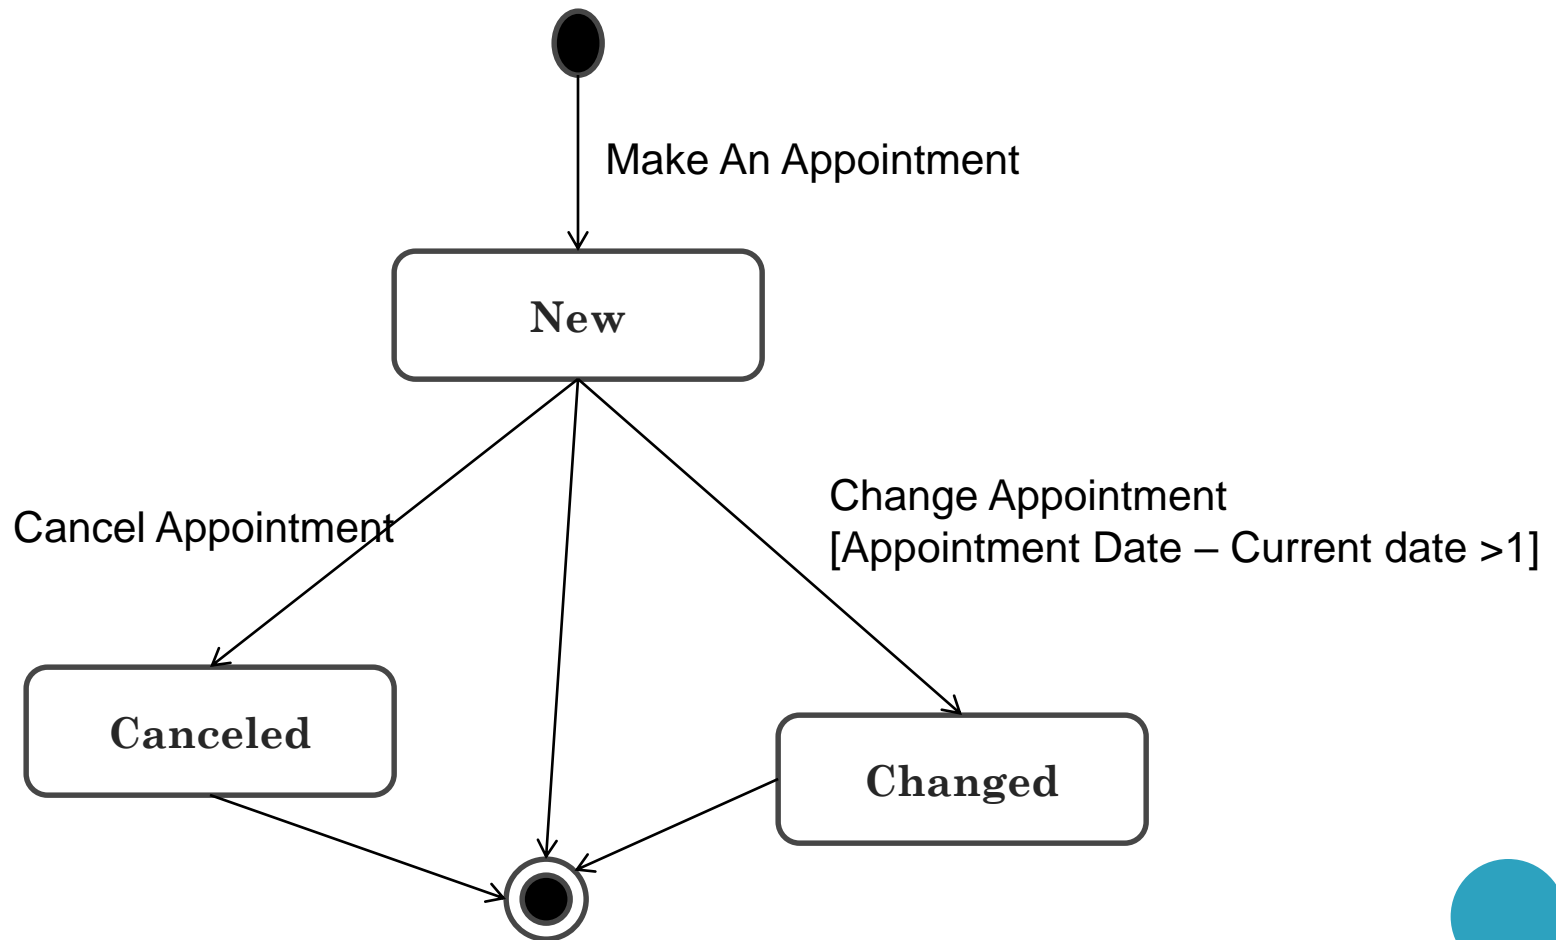 Make An Appointment
New
Change Appointment
[Appointment Date – Current date >1]
Cancel Appointment
Canceled
Changed